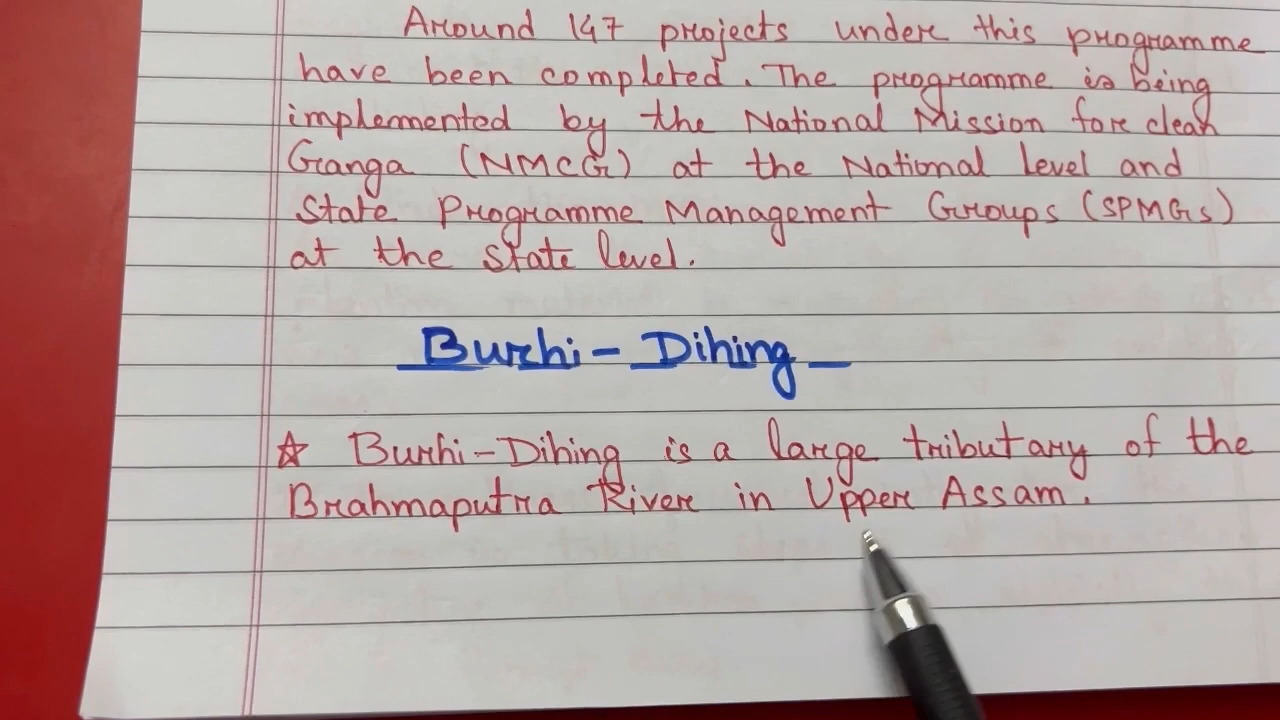 Around 147 projects under this programme
have been completed. The programme is being
implemented by the National Mission for clean
Ganga (NMCG) at the National level and
State Programme Management Groups (SPMGs)
at the state level.
Burhi - Dihing
☆ Burhi - Dihing is a large tributary of the
Brahmaputra River in Upper Assam.